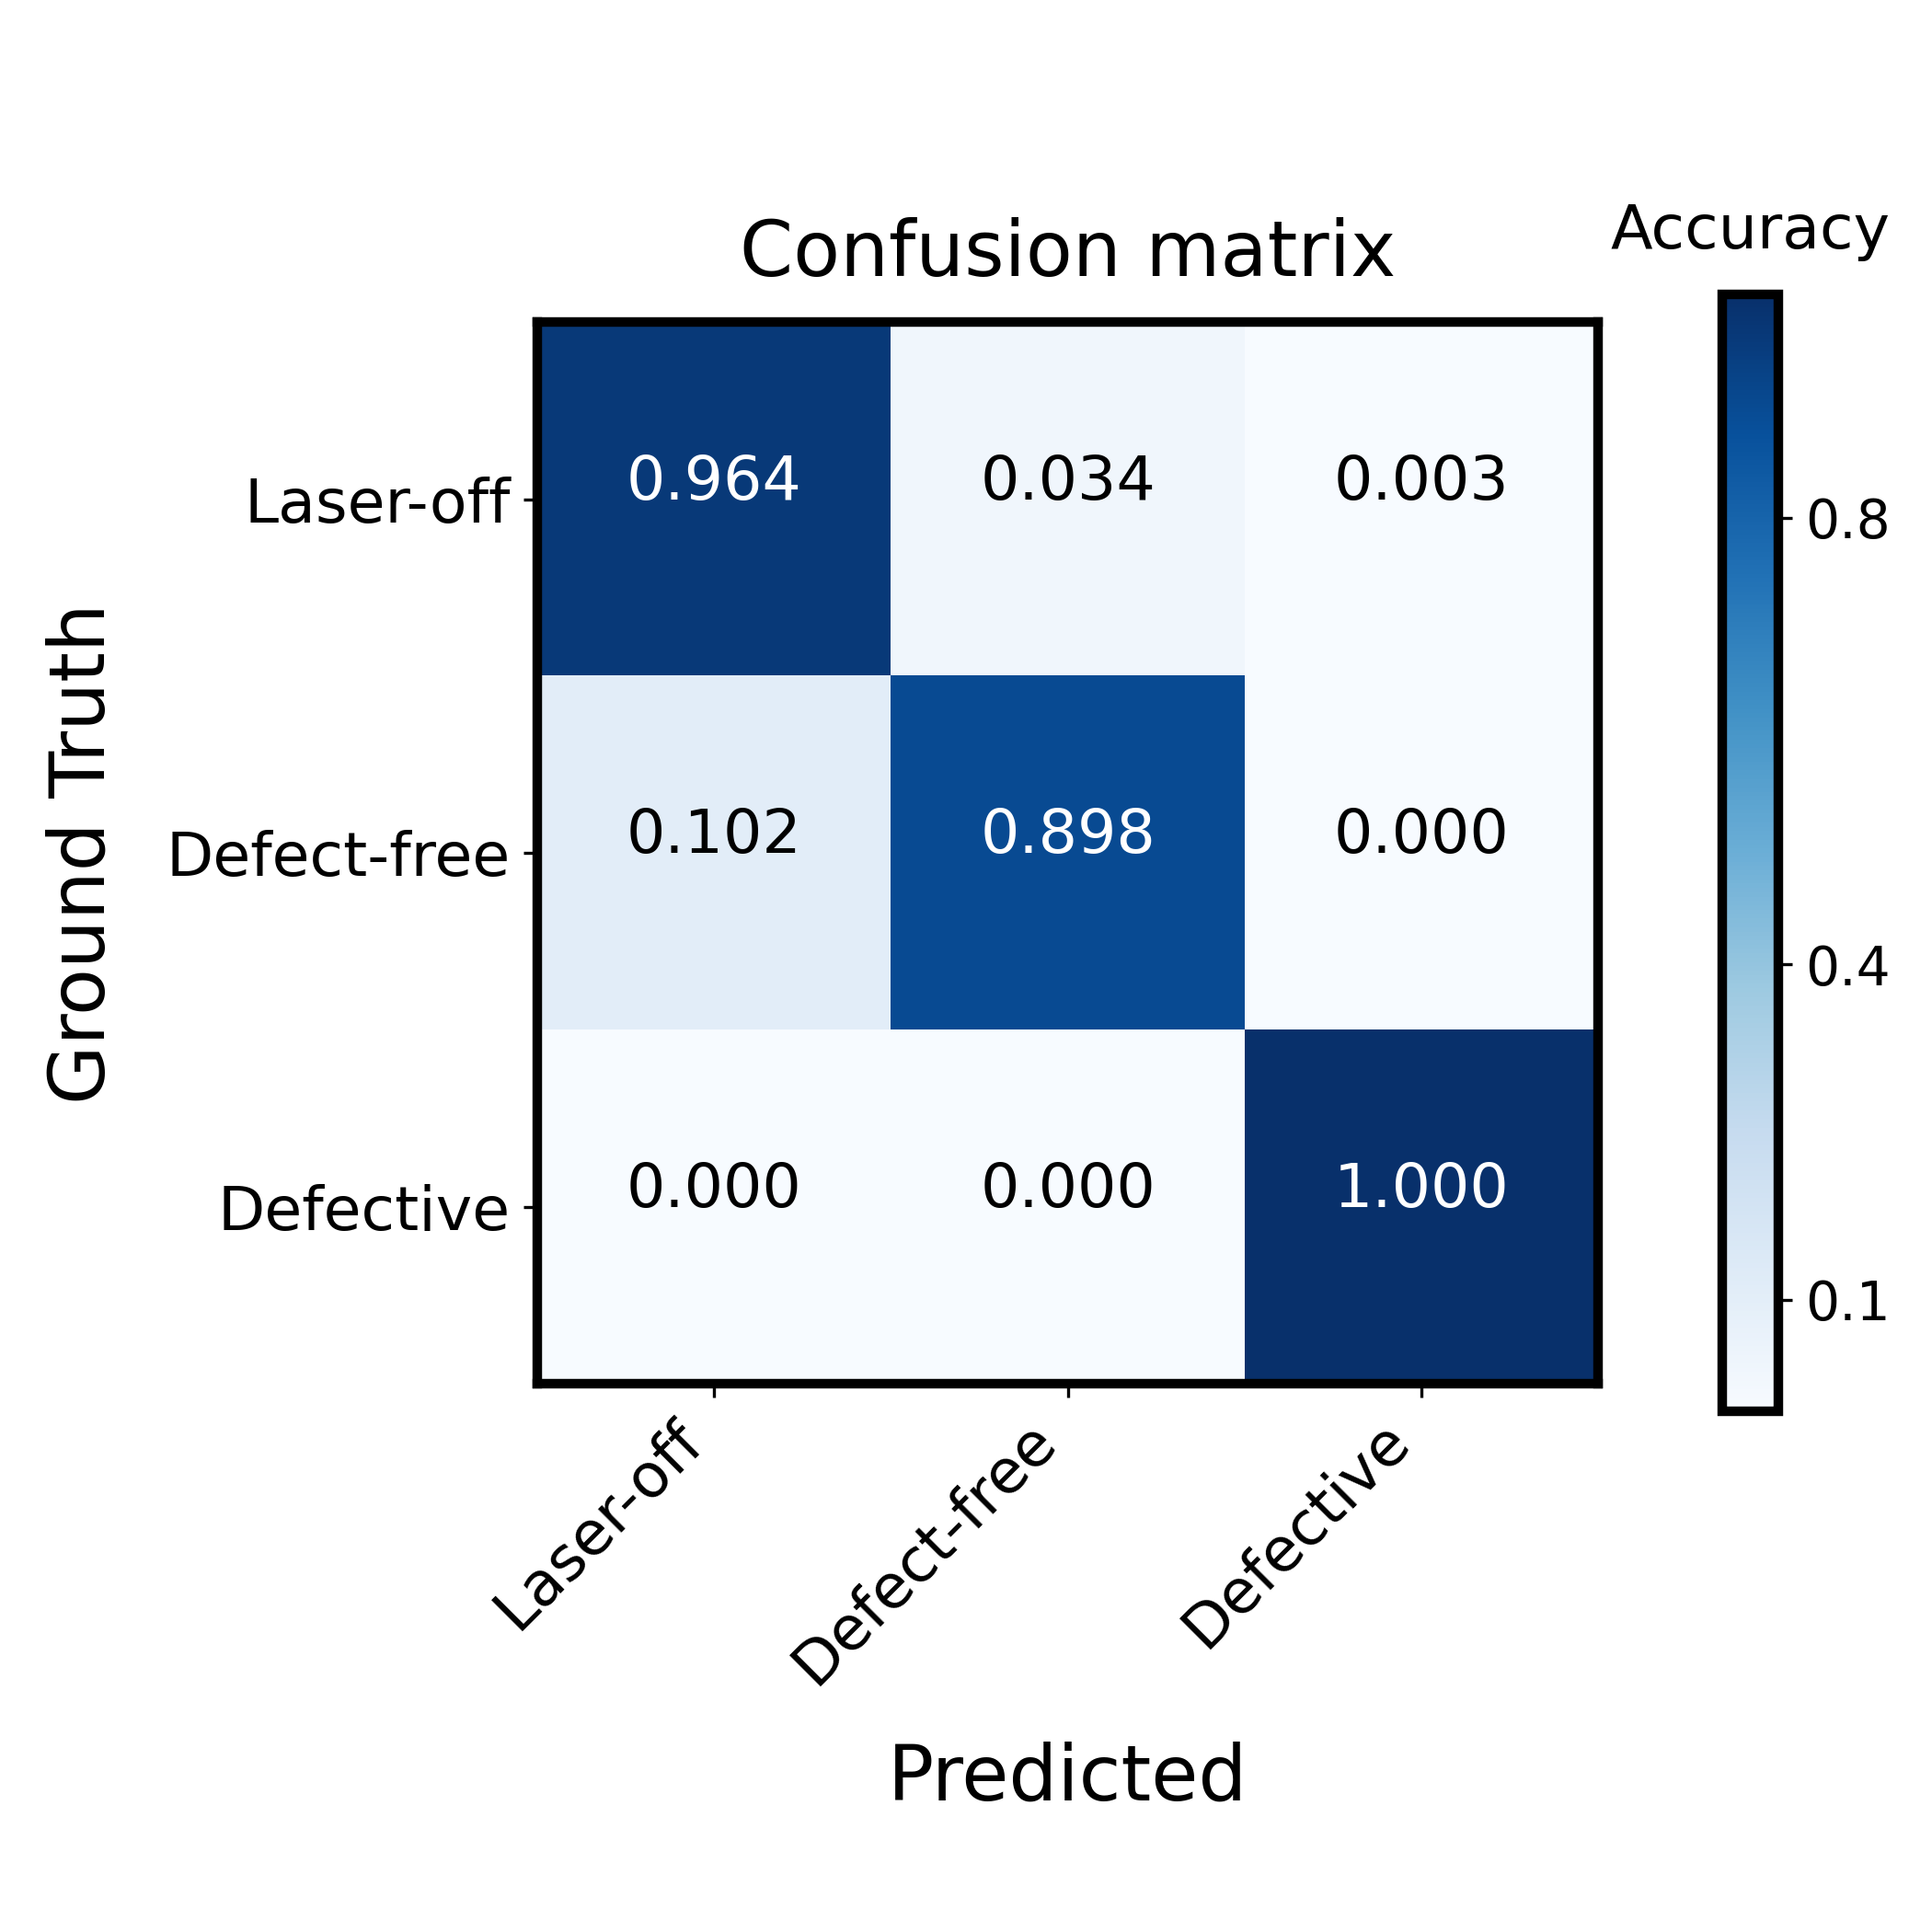 Confusion matrix
Accuracy
Ground Truth
Laser-off
0.964 0.034 0.003
Defect-free
0.102 0.898 0.000
Defective
0.000 0.000 1.000
0.8
0.4
0.1
Laser-off
Defect-free
Defective
Predicted